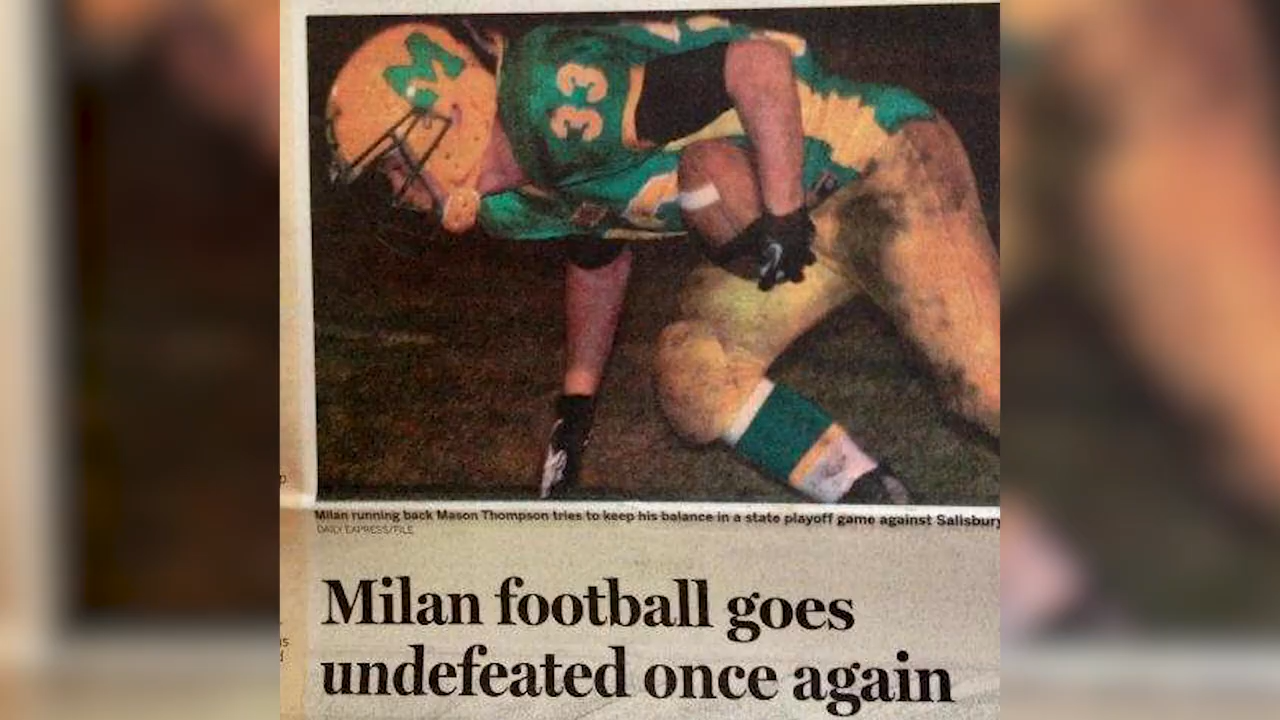 M
33
Milan running back Mason Thompson tries to keep his balance in a state playoff game against Salisbury
DAILY EXPRESS/FILE
Milan football goes
undefeated once again